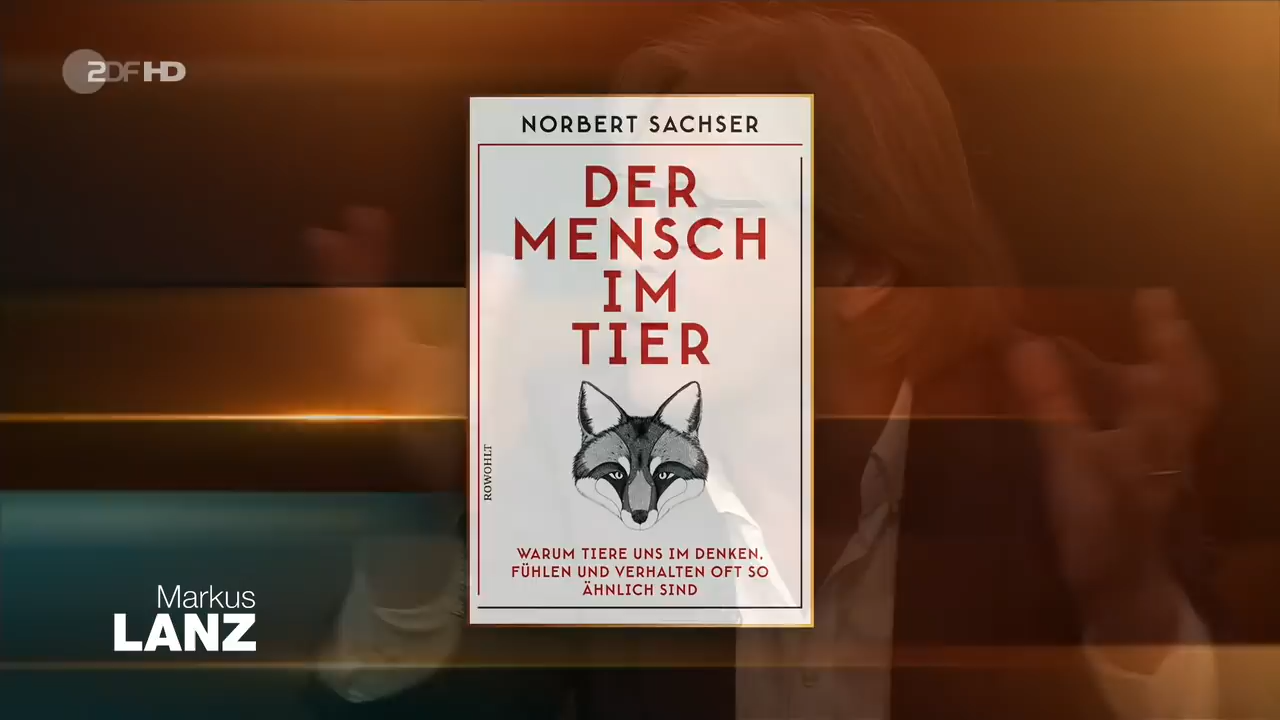 ZDF HD
NORBERT SACHSER
DER
MENSCH
IM
TIER
ROWOHLT
WARUM TIERE UNS IM DENKEN,
FÜHLEN UND VERHALTEN OFT SO
ÄHNLICH SIND
Markus
LANZ